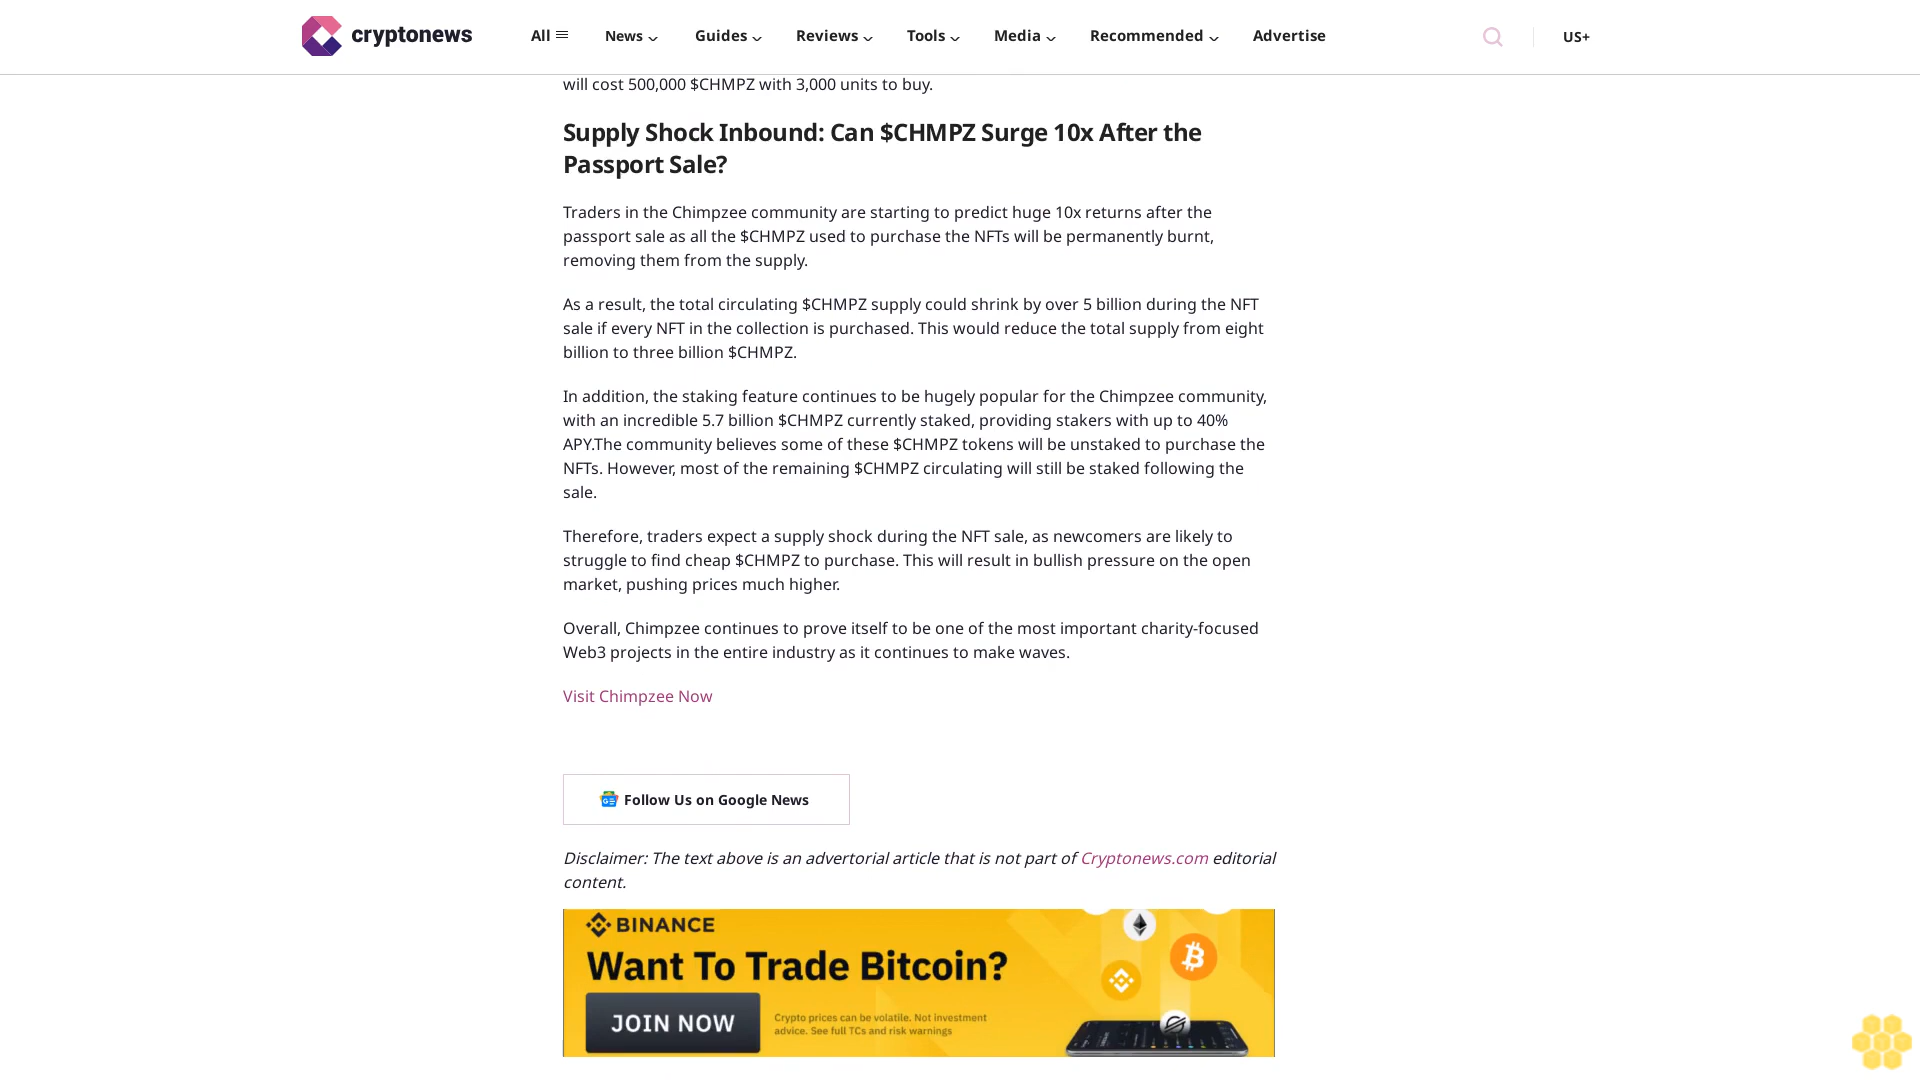 cryptonews All News Guides Reviews Tools Media Recommended Advertise US+
will cost 500,000 $CHMPZ with 3,000 units to buy.
Supply Shock Inbound: Can $CHMPZ Surge 10x After the
Passport Sale?
Traders in the Chimpzee community are starting to predict huge 10x returns after the
passport sale as all the $CHMPZ used to purchase the NFTs will be permanently burnt,
removing them from the supply.
As a result, the total circulating $CHMPZ supply could shrink by over 5 billion during the NFT
sale if every NFT in the collection is purchased. This would reduce the total supply from eight
billion to three billion $CHMPZ.
In addition, the staking feature continues to be hugely popular for the Chimpzee community,
with an incredible 5.7 billion $CHMPZ currently staked, providing stakers with up to 40%
APY.The community believes some of these $CHMPZ tokens will be unstaked to purchase the
NFTs. However, most of the remaining $CHMPZ circulating will still be staked following the
sale.
Therefore, traders expect a supply shock during the NFT sale, as newcomers are likely to
struggle to find cheap $CHMPZ to purchase. This will result in bullish pressure on the open
market, pushing prices much higher.
Overall, Chimpzee continues to prove itself to be one of the most important charity-focused
Web3 projects in the entire industry as it continues to make waves.
Visit Chimpzee Now
Follow Us on Google News
Disclaimer: The text above is an advertorial article that is not part of Cryptonews.com editorial
content.
BINANCE
Want To Trade Bitcoin?
JOIN NOW
Crypto prices can be volatile. Not investment
advice. See full TCs and risk warnings